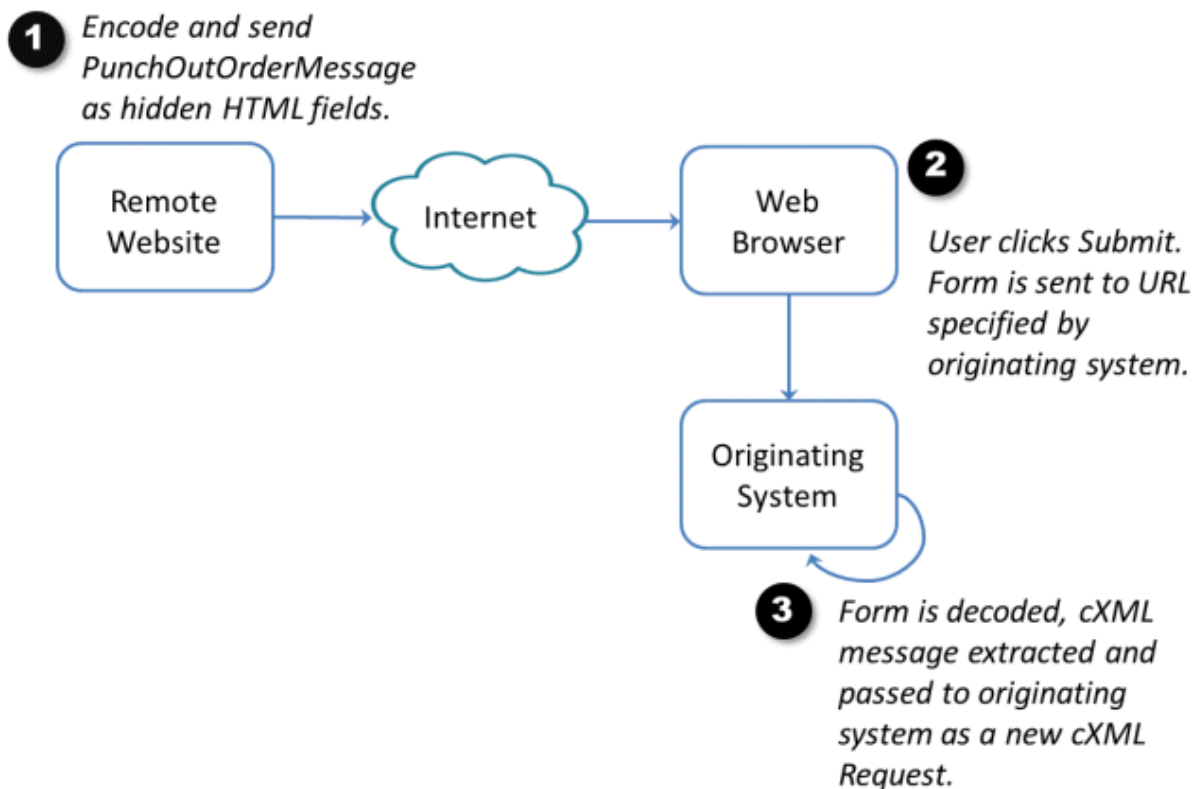 1
Encode and send
PunchOutOrderMessage
as hidden HTML fields.
Remote
Website
Internet
Web
Browser
2
User clicks Submit.
Form is sent to URL
specified by
originating system.
Originating
System
3
Form is decoded, cXML
message extracted and
passed to originating
system as a new cXML
Request.